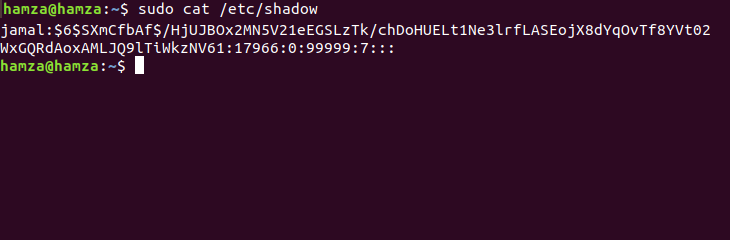 hamza@hamza:~$ sudo cat /etc/shadow
jamal:$6$SXmCfbAf$/HjUJBOx2MN5V21eEGSLzTk/chDoHUELt1Ne3lrfLASEojX8dYqOvTf8YVt02
WxGQRdAoxAMLJQ9lTiWkzNV61:17966:0:99999:7:::
hamza@hamza:~$